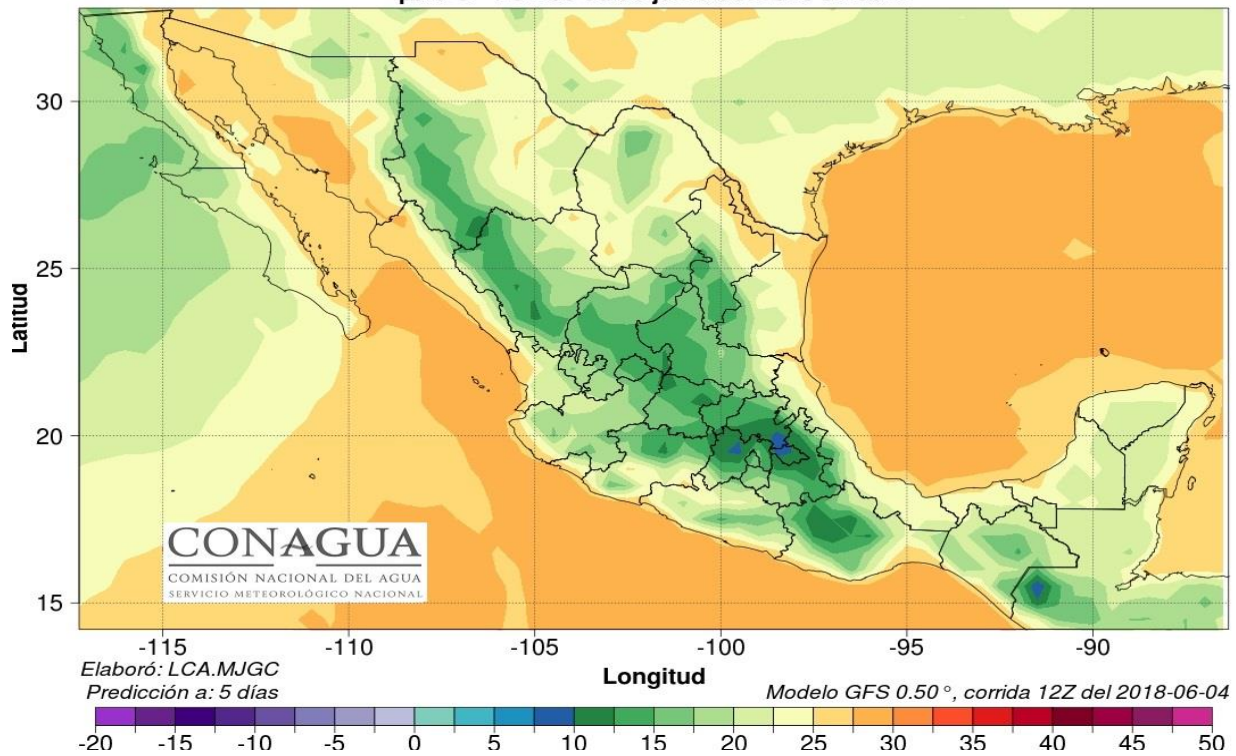 30
25
20
15
Latitud
CONAGUA
COMISIÓN NACIONAL DEL AGUA
SERVICIO METEOROLÓGICO NACIONAL
-115 -110 -105 -100 -95 -90
Longitud
Elaboró: LCA.MJGC
Predicción a: 5 días
Modelo GFS 0.50°, corrida 12Z del 2018-06-04
-20 -15 -10 -5 0 5 10 15 20 25 30 35 40 45 50